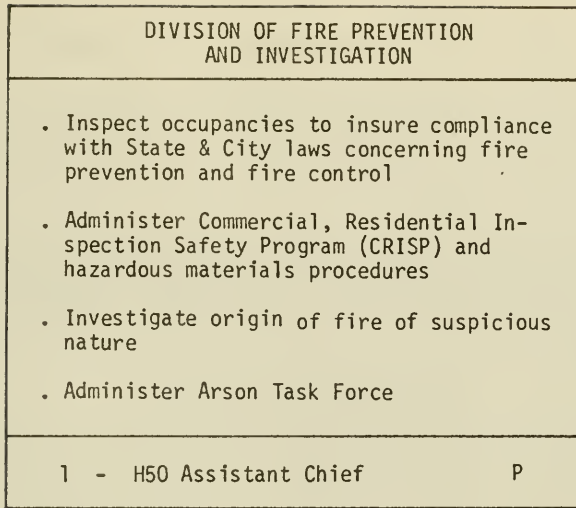 DIVISION OF FIRE PREVENTION
AND INVESTIGATION
. Inspect occupancies to insure compliance
with State & City laws concerning fire
prevention and fire control
. Administer Commercial, Residential In-
spection Safety Program (CRISP) and
hazardous materials procedures
. Investigate origin of fire of suspicious
nature
. Administer Arson Task Force
1 - H50 Assistant Chief P